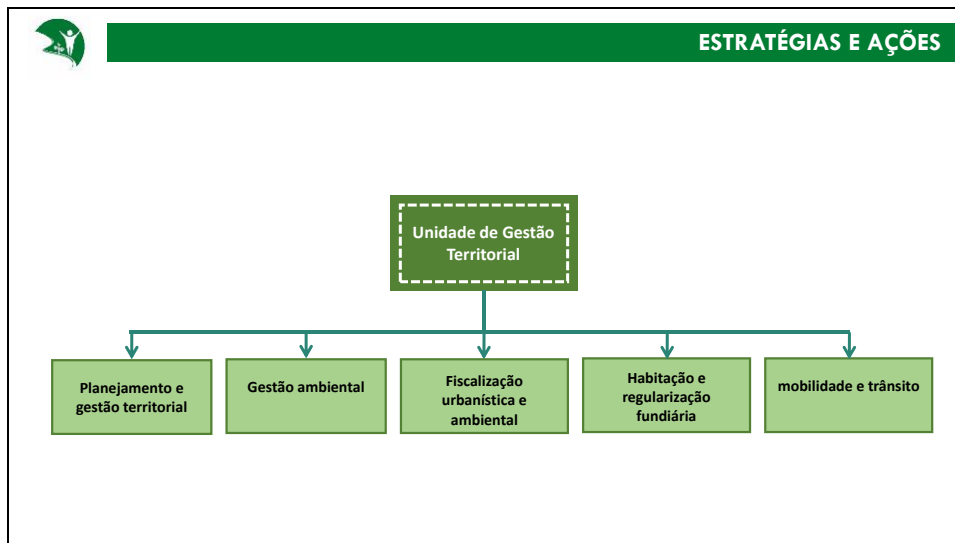 ESTRATÉGIAS E AÇÕES
Unidade de Gestão
Territorial
Planejamento e
gestão territorial
Gestão ambiental
Fiscalização
urbanística e
ambiental
Habitação e
regularização
fundiária
mobilidade e trânsito